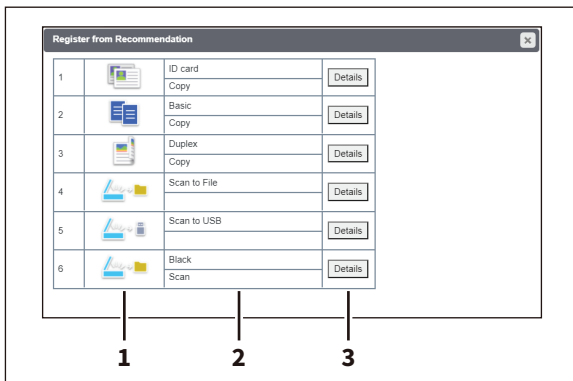 Register from Recommendation
1
ID card
Copy
Details
2
Basic
Copy
Details
3
Duplex
Copy
Details
4
Scan to File
Details
5
Scan to USB
Details
6
Black
Scan
Details
1 2 3